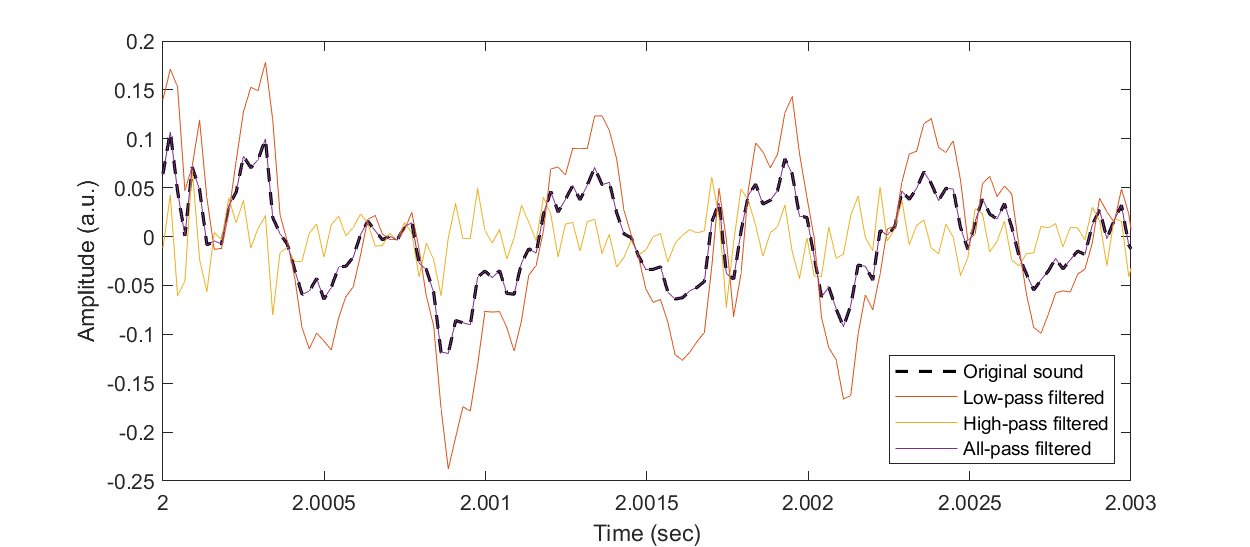 0.2
0.15
0.1
0.05
0
-0.05
-0.1
-0.15
-0.2
-0.25
Amplitude (a.u.)
Original sound
Low-pass filtered
High-pass filtered
All-pass filtered
2 2.0005 2.001 2.0015 2.002 2.0025 2.003
Time (sec)